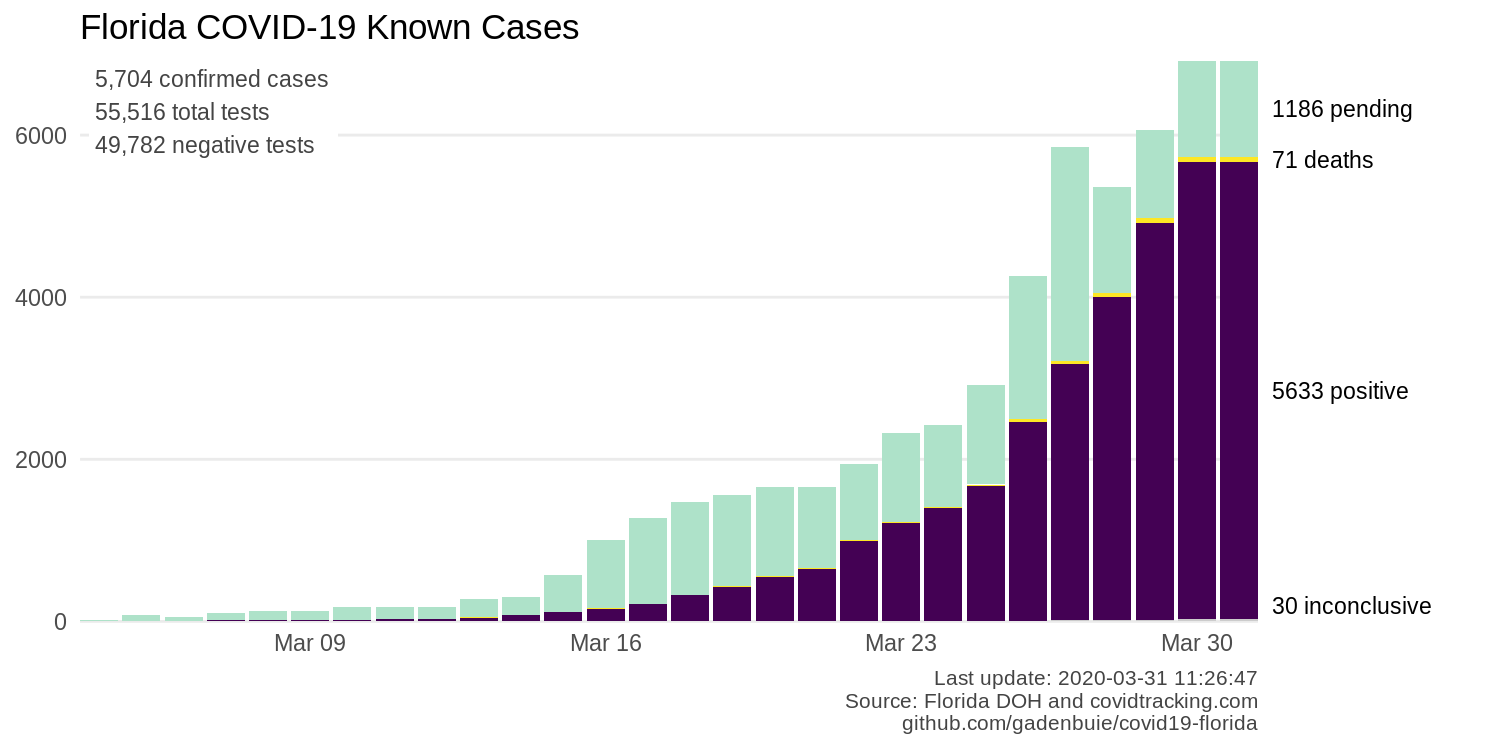 Florida COVID-19 Known Cases
5,704 confirmed cases
55,516 total tests
49,782 negative tests
6000
4000
2000
0
1186 pending
71 deaths
5633 positive
30 inconclusive
Mar 09
Mar 16
Mar 23
Mar 30
Last update: 2020-03-31 11:26:47
Source: Florida DOH and covidtracking.com
github.com/gadenbuie/covid19-florida